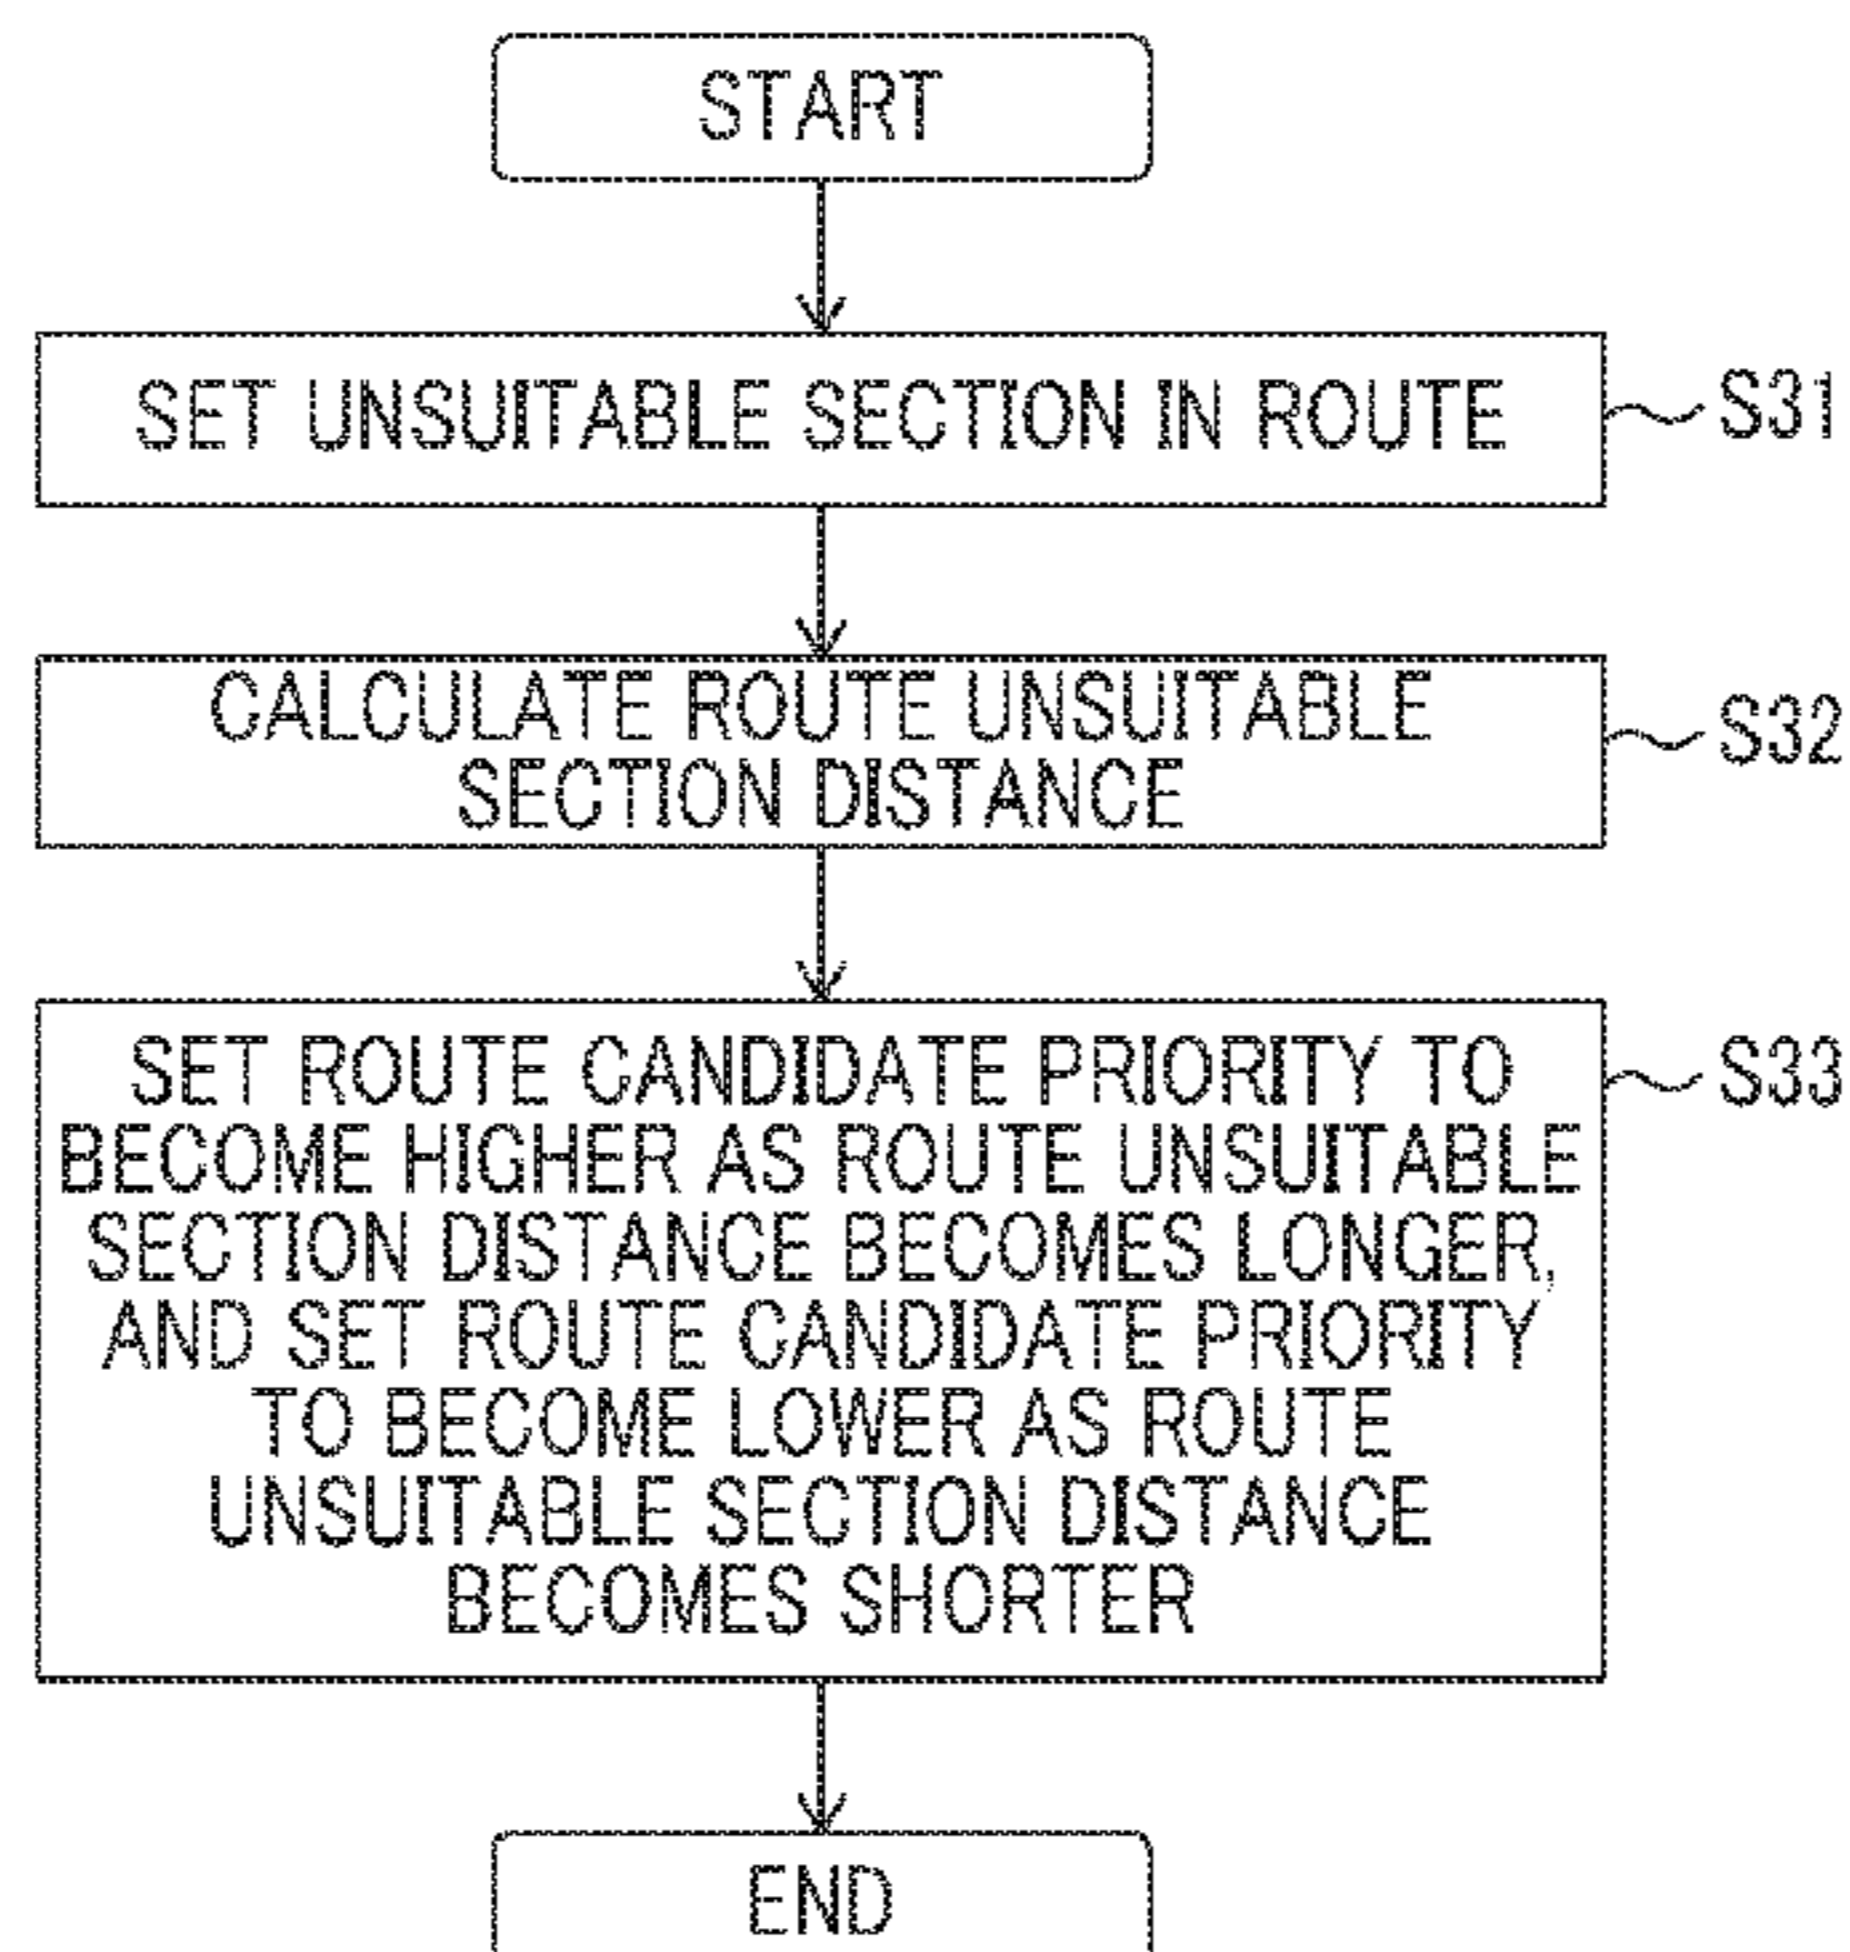 START
SET UNSUITABLE SECTION IN ROUTE
S31
CALCULATE ROUTE UNSUITABLE
SECTION DISTANCE
S32
SET ROUTE CANDIDATE PRIORITY TO
BECOME HIGHER AS ROUTE UNSUITABLE
SECTION DISTANCE BECOMES LONGER,
AND SET ROUTE CANDIDATE PRIORITY
TO BECOME LOWER AS ROUTE
UNSUITABLE SECTION DISTANCE
BECOMES SHORTER
S33
END